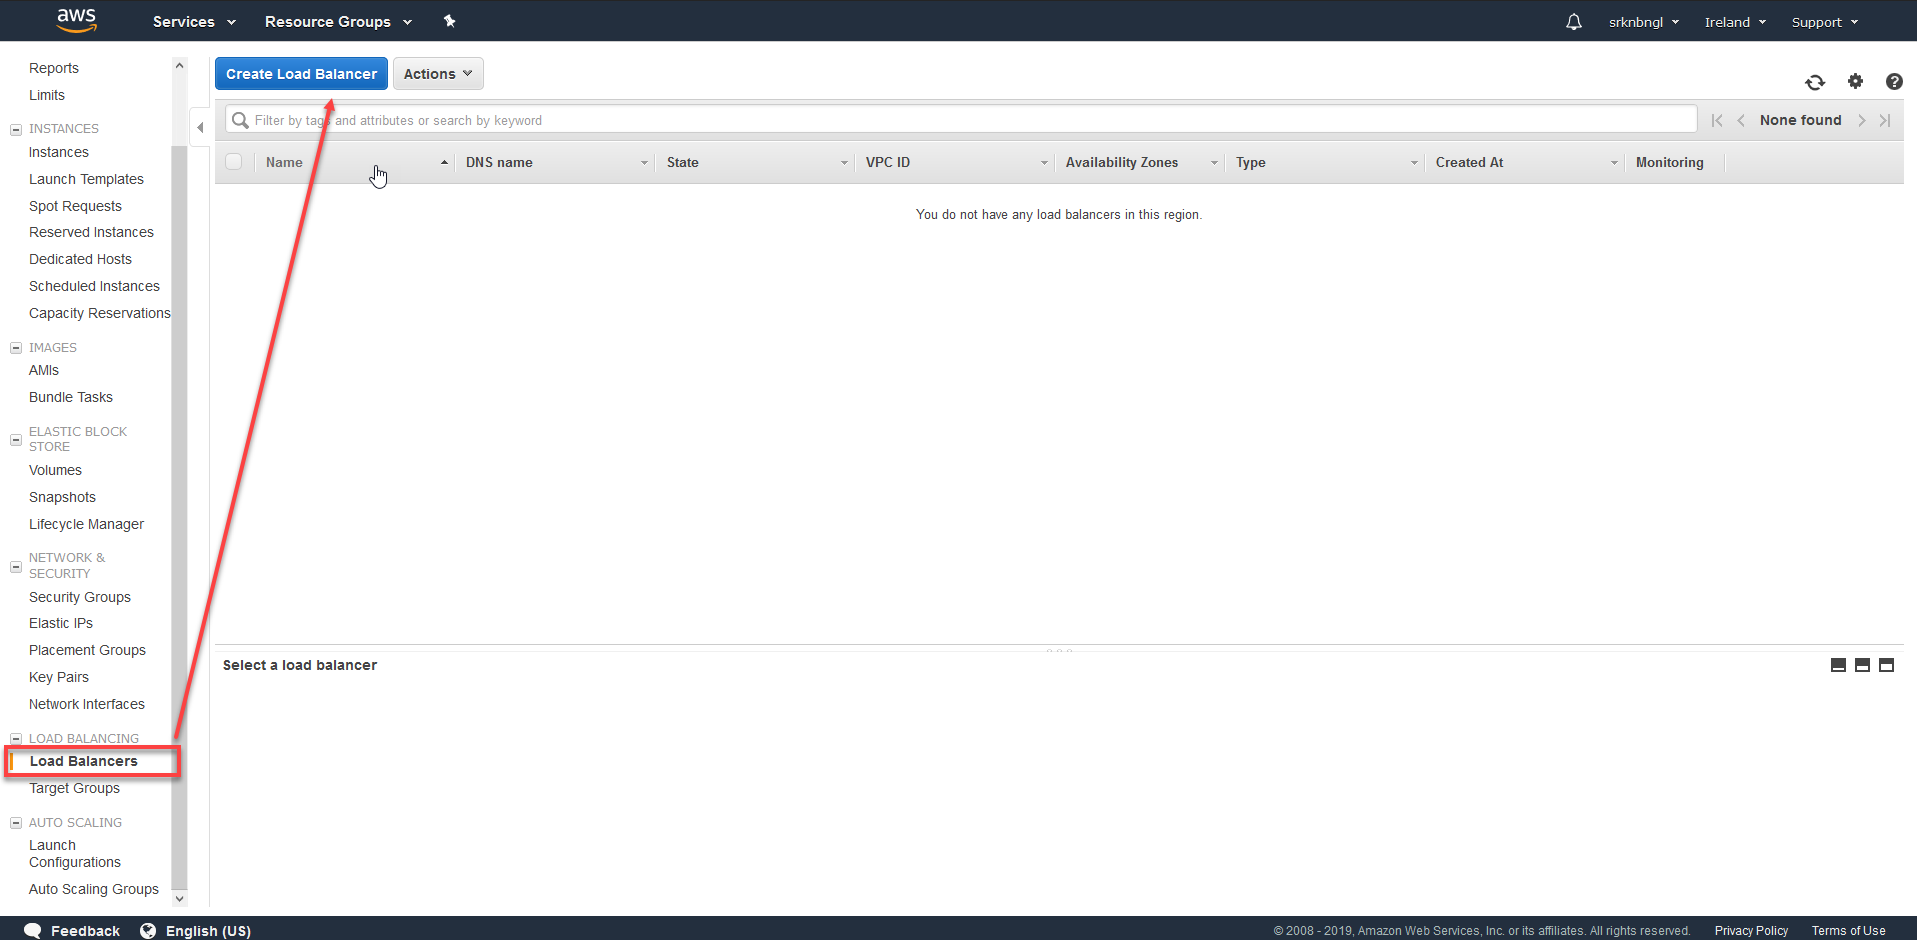 aws Services Resource Groups srknbngl Ireland Support
Reports
Limits
INSTANCES
Instances
Launch Templates
Spot Requests
Reserved Instances
Dedicated Hosts
Scheduled Instances
Capacity Reservations
IMAGES
AMIs
Bundle Tasks
ELASTIC BLOCK
STORE
Volumes
Snapshots
Lifecycle Manager
NETWORK &
SECURITY
Security Groups
Elastic IPs
Placement Groups
Key Pairs
Network Interfaces
LOAD BALANCING
Load Balancers
Target Groups
AUTO SCALING
Launch
Configurations
Auto Scaling Groups
Create Load Balancer Actions
Filter by tags and attributes or search by keyword None found
Name DNS name State VPC ID Availability Zones Type Created At Monitoring
You do not have any load balancers in this region.
Select a load balancer
Feedback English (US) © 2008 - 2019, Amazon Web Services, Inc. or its affiliates. All rights reserved. Privacy Policy Terms of Use